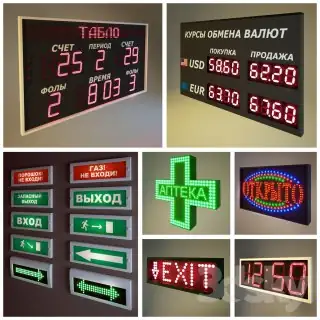 ТАБЛО
СЧЕТ ПЕРИОД СЧЕТ
25 2 29
ФОЛЫ ВРЕМЯ ФОЛЫ
2 8 03 3
КУРСЫ ОБМЕНА ВАЛЮТ
ПОКУПКА ПРОДАЖА
USD 58.60 62.20
EUR 63.70 67.60
ПОРОШОК!
НЕ ВХОДИ!
ГАЗ!
НЕ ВХОДИ!
ЗАПАСНЫЙ
ВЫХОД
ВЫХОД
ВХОД
АПТЕКА
ОТКРЫТО
EXIT
12:50